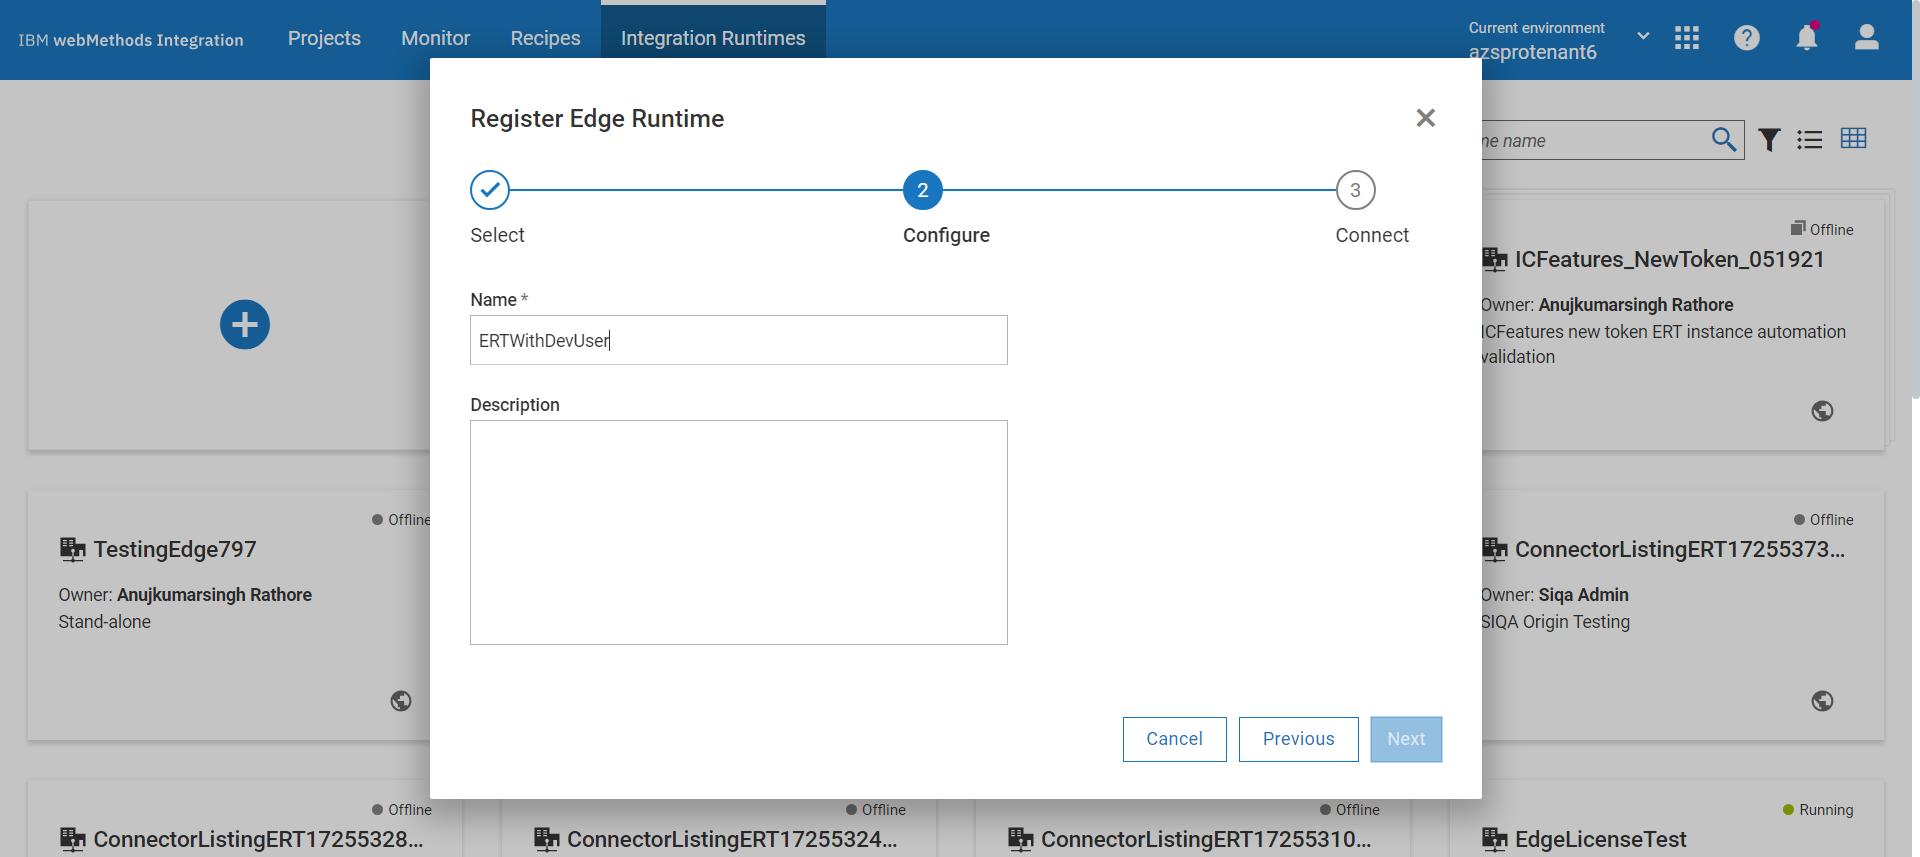 IBM webMethods Integration
Projects
Monitor
Recipes
Integration Runtimes
Current environment
azsprotenant6
Register Edge Runtime
2
3
Select
Configure
Connect
Name *
ERTWithDevUser
Description
Cancel
Previous
Next
name
Offline
ICFeatures_NewToken_051921
Owner: Anujkumarsingh Rathore
ICFeatures new token ERT instance automation
validation
Offline
TestingEdge797
Owner: Anujkumarsingh Rathore
Stand-alone
Offline
ConnectorListingERT17255373...
Owner: Siqa Admin
SIQA Origin Testing
Offline
ConnectorListingERT17255328...
Offline
ConnectorListingERT17255324...
Offline
ConnectorListingERT17255310...
Running
EdgeLicenseTest